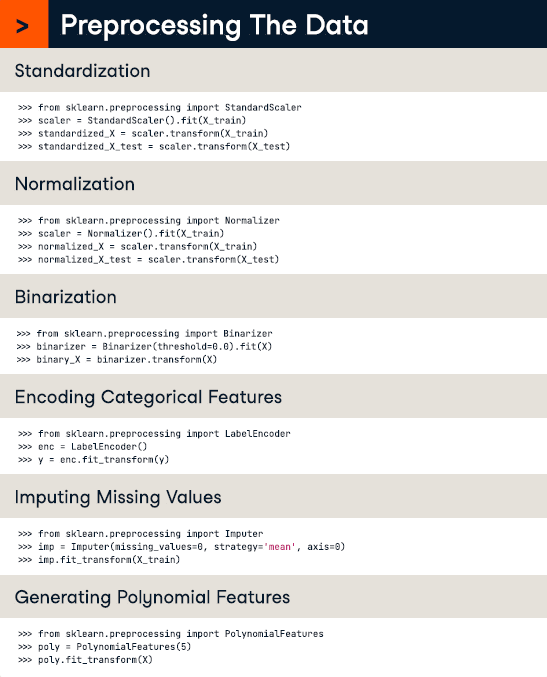 > Preprocessing The Data
Standardization
>>> from sklearn.preprocessing import StandardScaler
>>> scaler = StandardScaler().fit(X_train)
>>> standardized_X = scaler.transform(X_train)
>>> standardized_X_test = scaler.transform(X_test)
Normalization
>>> from sklearn.preprocessing import Normalizer
>>> scaler = Normalizer().fit(X_train)
>>> normalized_X = scaler.transform(X_train)
>>> normalized_X_test = scaler.transform(X_test)
Binarization
>>> from sklearn.preprocessing import Binarizer
>>> binarizer = Binarizer(threshold=0.0).fit(X)
>>> binary_X = binarizer.transform(X)
Encoding Categorical Features
>>> from sklearn.preprocessing import LabelEncoder
>>> enc = LabelEncoder()
>>> y = enc.fit_transform(y)
Imputing Missing Values
>>> from sklearn.preprocessing import Imputer
>>> imp = Imputer(missing_values=0, strategy='mean', axis=0)
>>> imp.fit_transform(X_train)
Generating Polynomial Features
>>> from sklearn.preprocessing import PolynomialFeatures
>>> poly = PolynomialFeatures(5)
>>> poly.fit_transform(X)